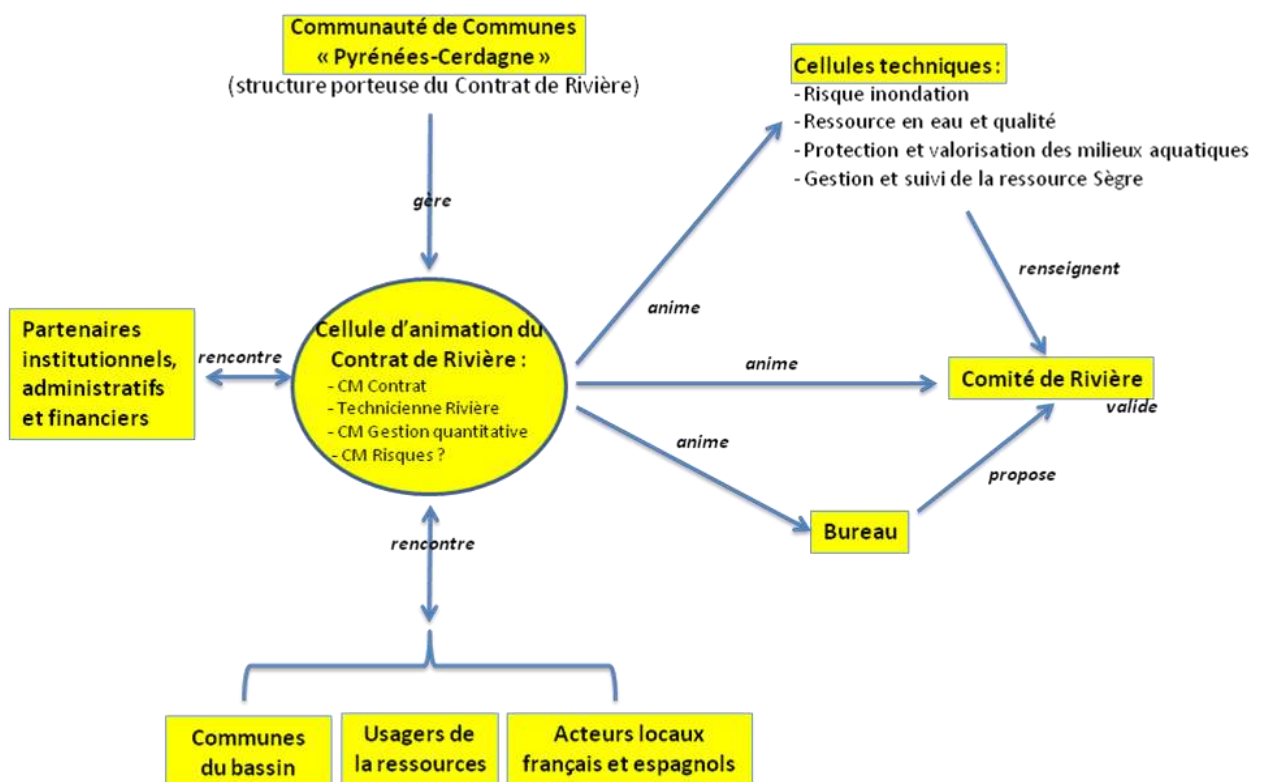 Communauté de Communes
« Pyrénées-Cerdagne »
(structure porteuse du Contrat de Rivière)
Cellules techniques :
- Risque inondation
- Ressource en eau et qualité
- Protection et valorisation des milieux aquatiques
- Gestion et suivi de la ressource Sègre
gère
renseignent
anime
Partenaires
institutionnels,
administratifs
et financiers
rencontre
Cellule d'animation du
Contrat de Rivière :
- CM Contrat
- Technicienne Rivière
- CM Gestion quantitative
- CM Risques ?
anime
Comité de Rivière
valide
anime
propose
Bureau
rencontre
Communes
du bassin
Usagers de
la ressources
Acteurs locaux
français et espagnols